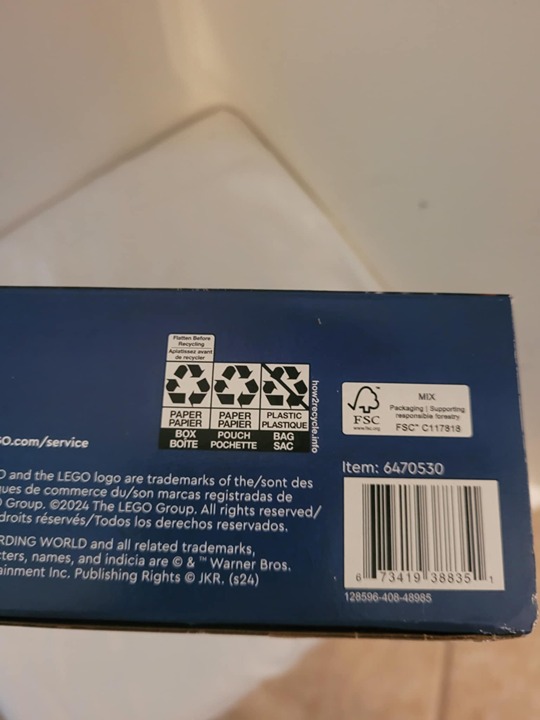 Flatten Before
Recycling
Aplatissez avant
de recycler
PAPER
PAPIER
BOX
BOÎTE
PAPER
PAPIER
POUCH
POCHETTE
PLASTIC
PLASTIQUE
BAG
SAC
how2recycle.info
FSC
www.fsc.org
MIX
Packaging | Supporting
responsible forestry
FSC™ C117818
GO.com/service
O and the LEGO logo are trademarks of the/sont des
ques de commerce du/son marcas registradas de
O Group. ©2024 The LEGO Group. All rights reserved/
droits réservés/Todos los derechos reservados.
RDING WORLD and all related trademarks,
cters, names, and indicia are © & ™ Warner Bros.
ainment Inc. Publishing Rights © JKR. (s24)
Item: 6470530
6 73419 38835 1
128596-408-48985